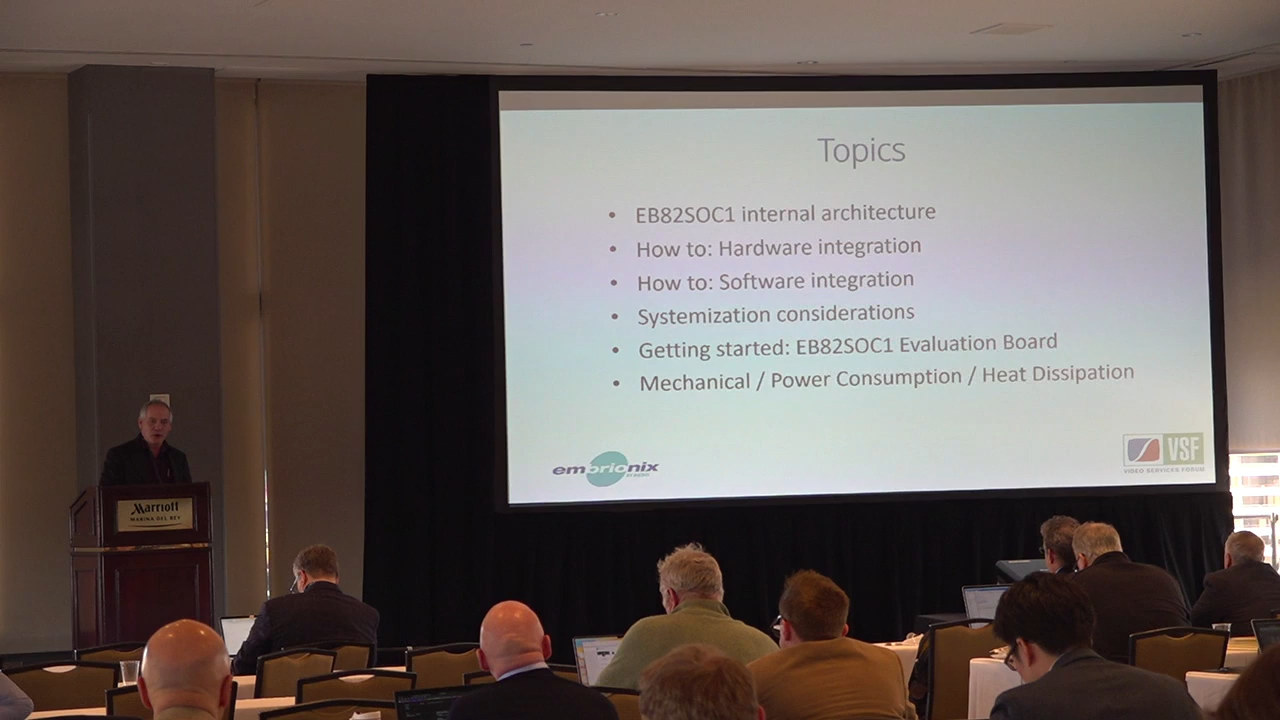 Topics
• EB82SOC1 internal architecture
• How to: Hardware integration
• How to: Software integration
• Systemization considerations
• Getting started: EB82SOC1 Evaluation Board
• Mechanical / Power Consumption / Heat Dissipation
embrionix
VSF
VIDEO SERVICES FORUM
Marriott
MARINA DEL REY